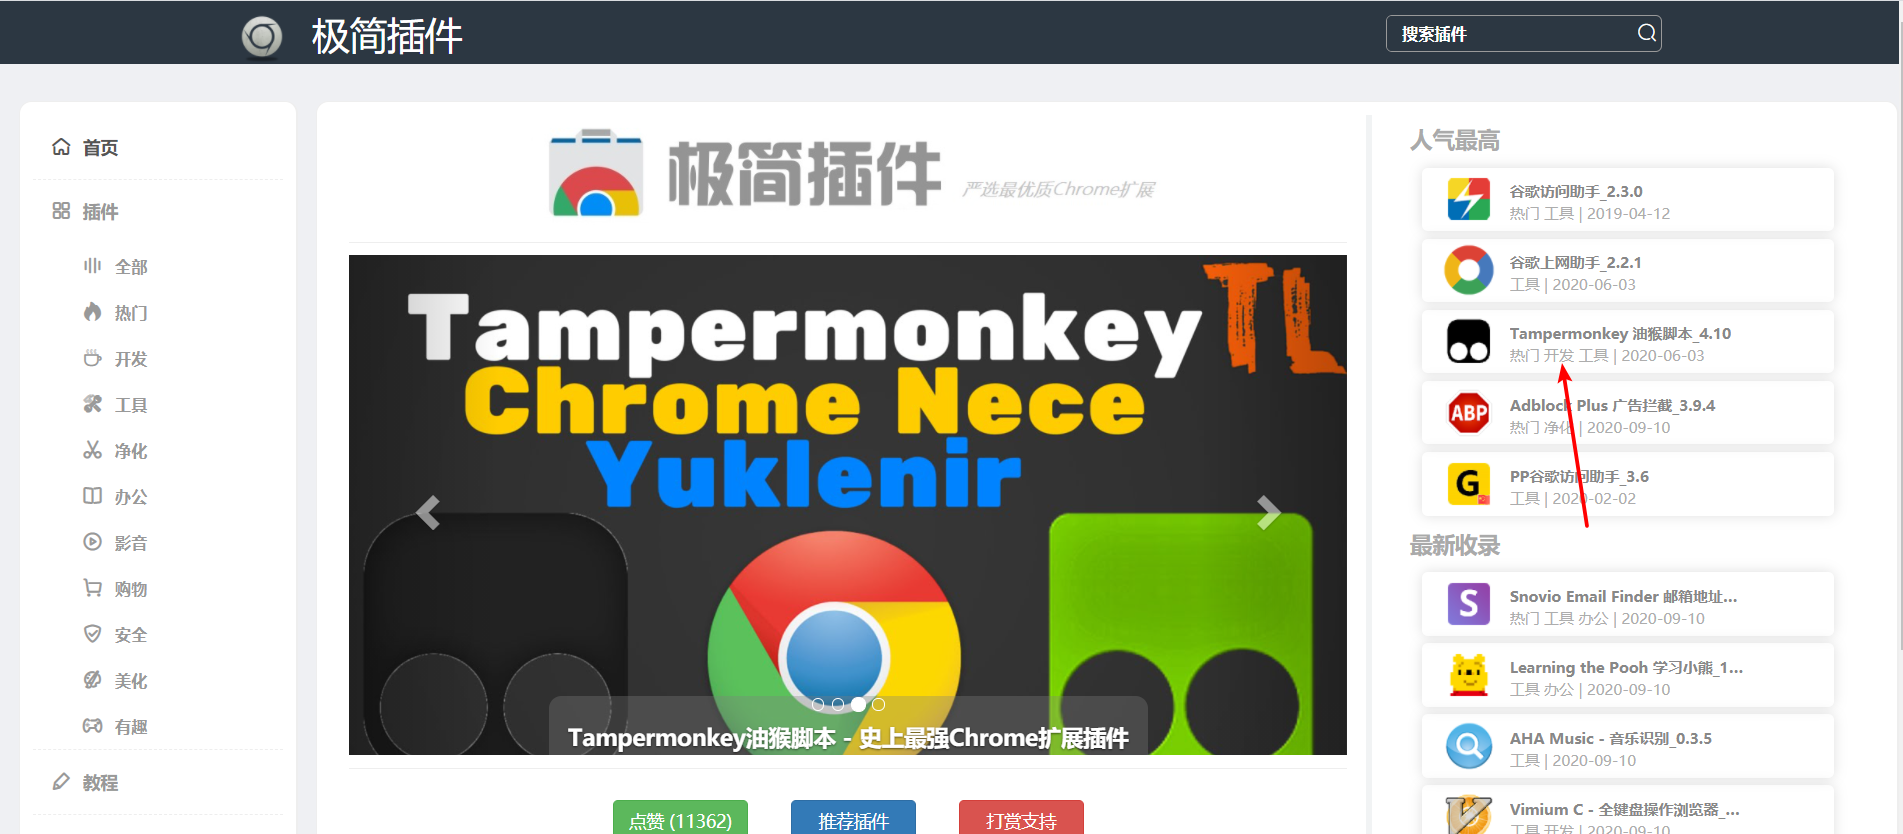 极简插件
搜索插件
首页
插件
全部
热门
开发
工具
净化
办公
影音
购物
安全
美化
有趣
教程
极简插件
严选最优质Chrome扩展
Tampermonkey
TL
Chrome Nece
Yuklenir
Tampermonkey油猴脚本 - 史上最强Chrome扩展插件
点赞 (11362)
推荐插件
打赏支持
人气最高
谷歌访问助手_2.3.0
热门 工具 | 2019-04-12
谷歌上网助手_2.2.1
工具 | 2020-06-03
Tampermonkey 油猴脚本_4.10
热门 开发 工具 | 2020-06-03
ABP
Adblock Plus 广告拦截_3.9.4
热门 净化 | 2020-09-10
G
PP谷歌访问助手_3.6
工具 | 2020-02-02
最新收录
S
Snovio Email Finder 邮箱地址...
热门 工具 办公 | 2020-09-10
Learning the Pooh 学习小熊_1...
工具 办公 | 2020-09-10
AHA Music - 音乐识别_0.3.5
工具 | 2020-09-10
Vimium C - 全键盘操作浏览器_...
工具 开发 | 2020-09-10